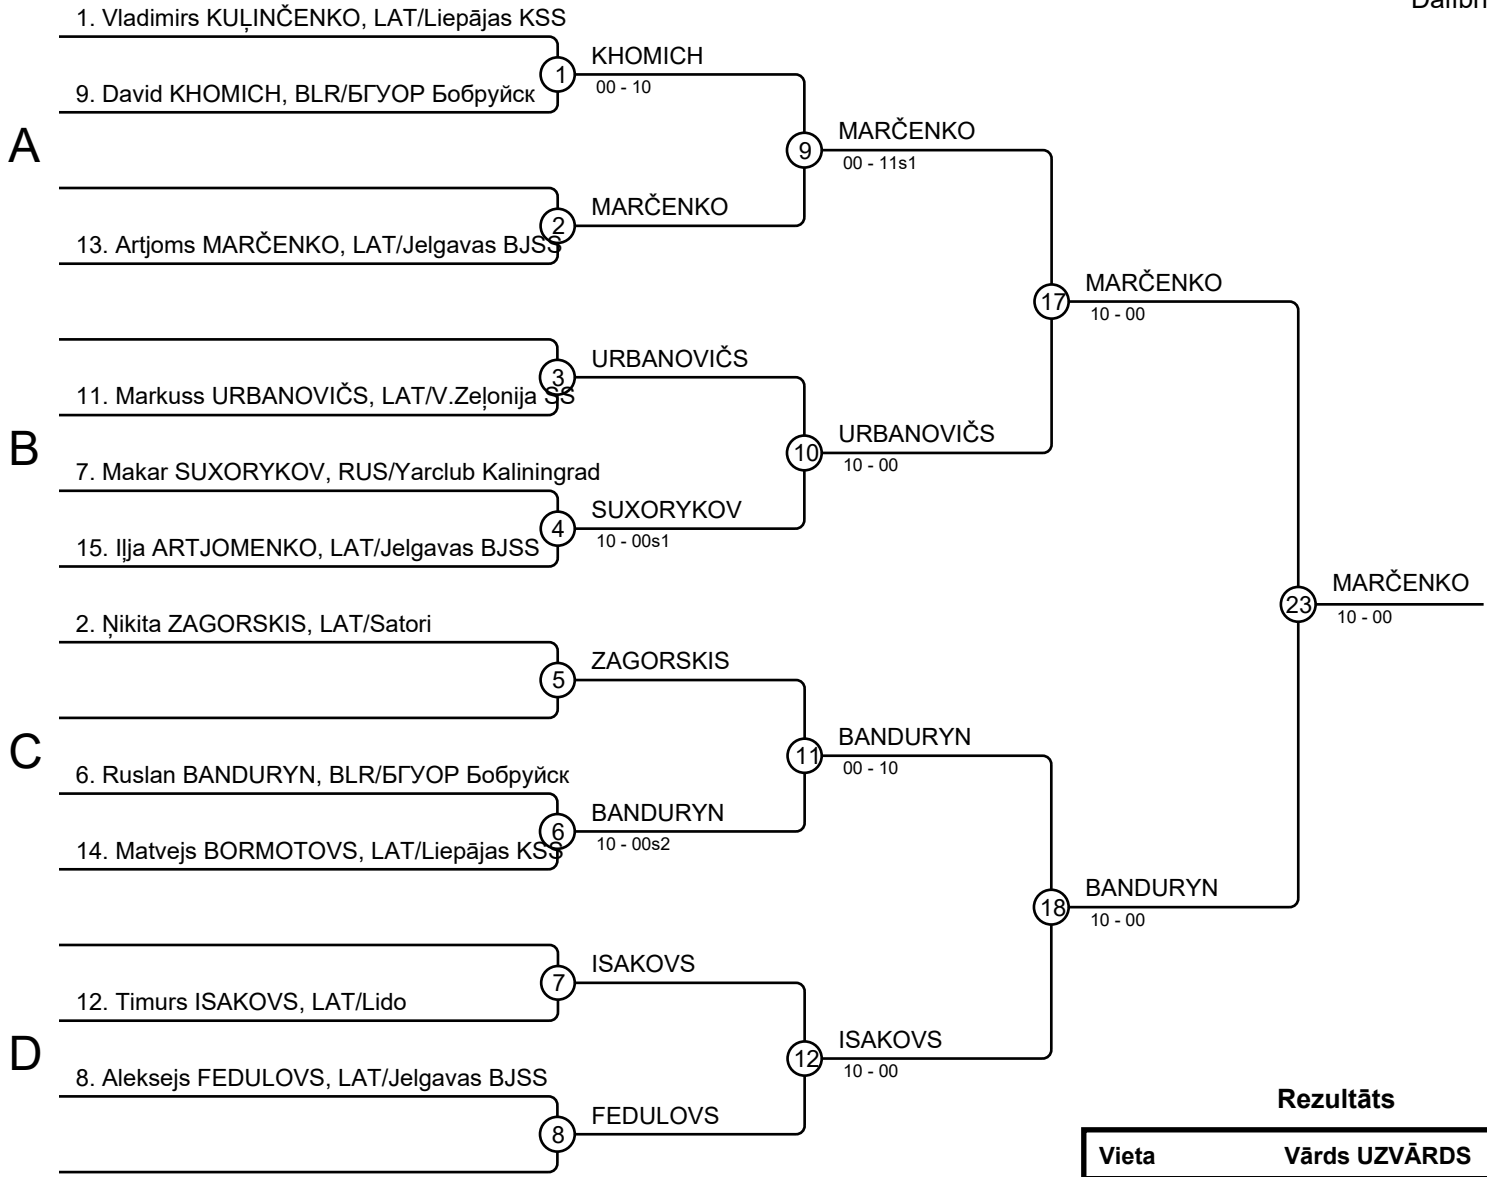 Dalībn
1. Vladimirs KUĻINČENKO, LAT/Liepājas KSS
1
KHOMICH
00 - 10
9. David KHOMICH, BLR/БГУОР Бобруйск
A
9
MARČENKO
00 - 11s1
2
MARČENKO
13. Artjoms MARČENKO, LAT/Jelgavas BJSS
17
MARČENKO
10 - 00
3
URBANOVIČS
11. Markuss URBANOVIČS, LAT/V.Zeļonija SS
B
10
URBANOVIČS
10 - 00
7. Makar SUXORYKOV, RUS/Yarclub Kaliningrad
4
SUXORYKOV
10 - 00s1
15. Iļja ARTJOMENKO, LAT/Jelgavas BJSS
23
MARČENKO
10 - 00
2. Ņikita ZAGORSKIS, LAT/Satori
5
ZAGORSKIS
C
11
BANDURYN
00 - 10
6. Ruslan BANDURYN, BLR/БГУОР Бобруйск
6
BANDURYN
10 - 00s2
14. Matvejs BORMOTOVS, LAT/Liepājas KSS
18
BANDURYN
10 - 00
7
ISAKOVS
12. Timurs ISAKOVS, LAT/Lido
D
12
ISAKOVS
10 - 00
8. Aleksejs FEDULOVS, LAT/Jelgavas BJSS
8
FEDULOVS
Rezultāts
Vieta Vārds UZVĀRDS